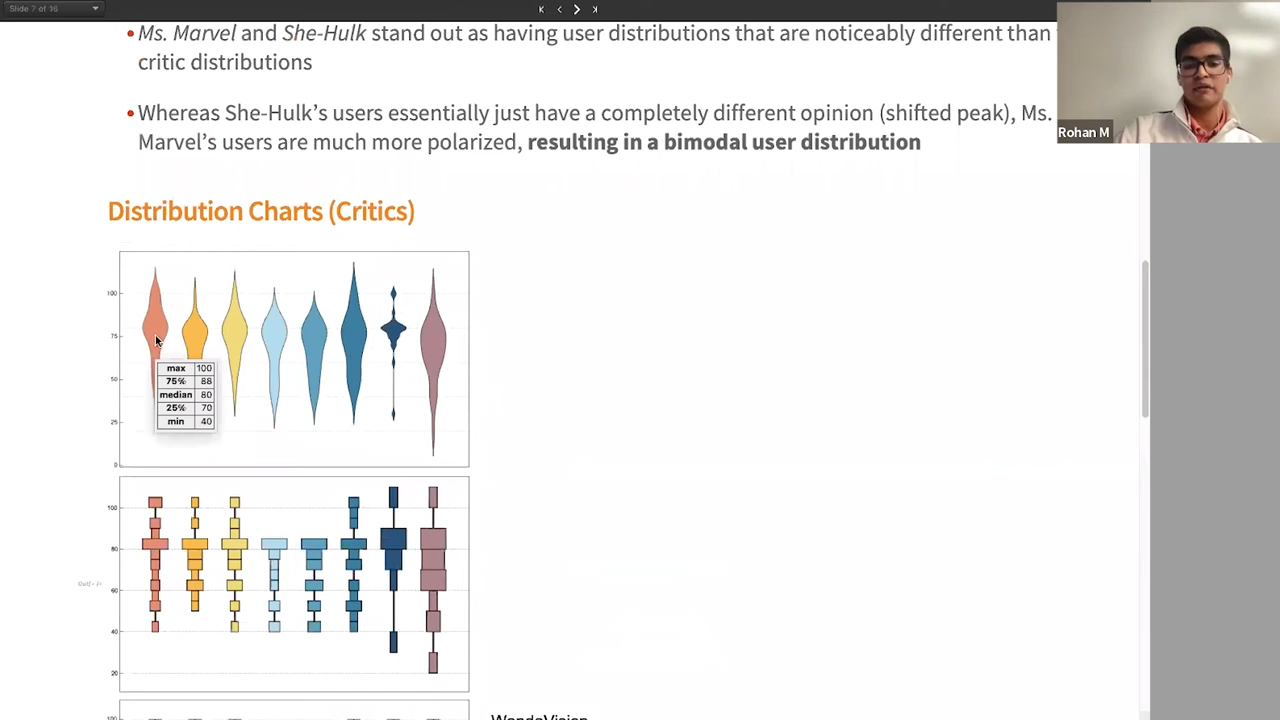 Slide 7 of 16
• Ms. Marvel and She-Hulk stand out as having user distributions that are noticeably different than
critic distributions
• Whereas She-Hulk's users essentially just have a completely different opinion (shifted peak), Ms.
Marvel's users are much more polarized, resulting in a bimodal user distribution
Rohan M
Distribution Charts (Critics)
100
75
50
25
0
max 100
75% 88
median 80
25% 70
min 40
100
80
60
40
20
100
WandaVision